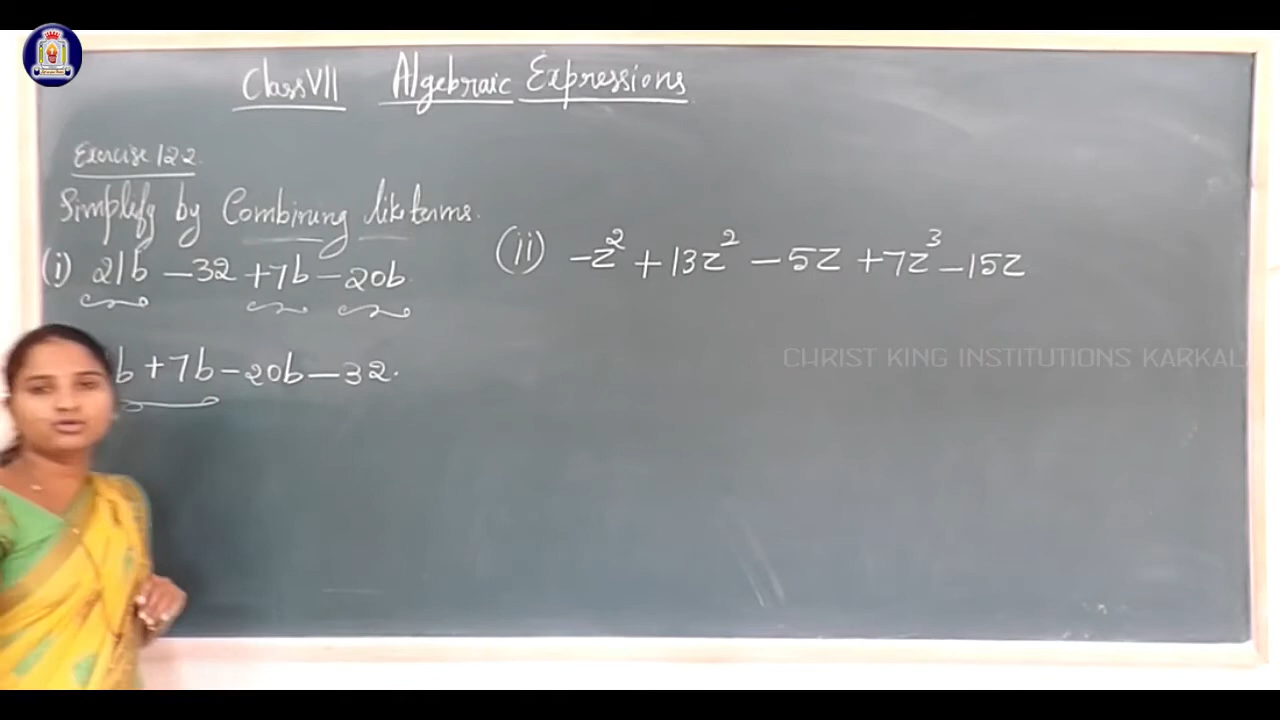 Class VII Algebraic Expressions
Exercise 12.2.
Simplify by Combining like terms.
(i) 21b – 32 + 7b – 20b
b + 7b – 20b – 32.
(ii) -z² + 13z² – 5z + 7z³ – 15z
CHRIST KING INSTITUTIONS KARKAL